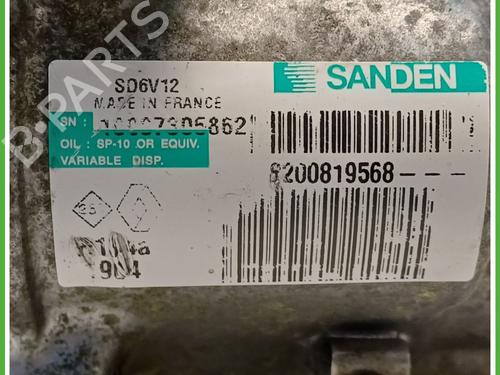 B-PARTS
SD6V12
MADE IN FRANCE
SANDEN
SN :
OIL : SP-10 OR EQUIV.
VARIABLE DISP.
8200819568---